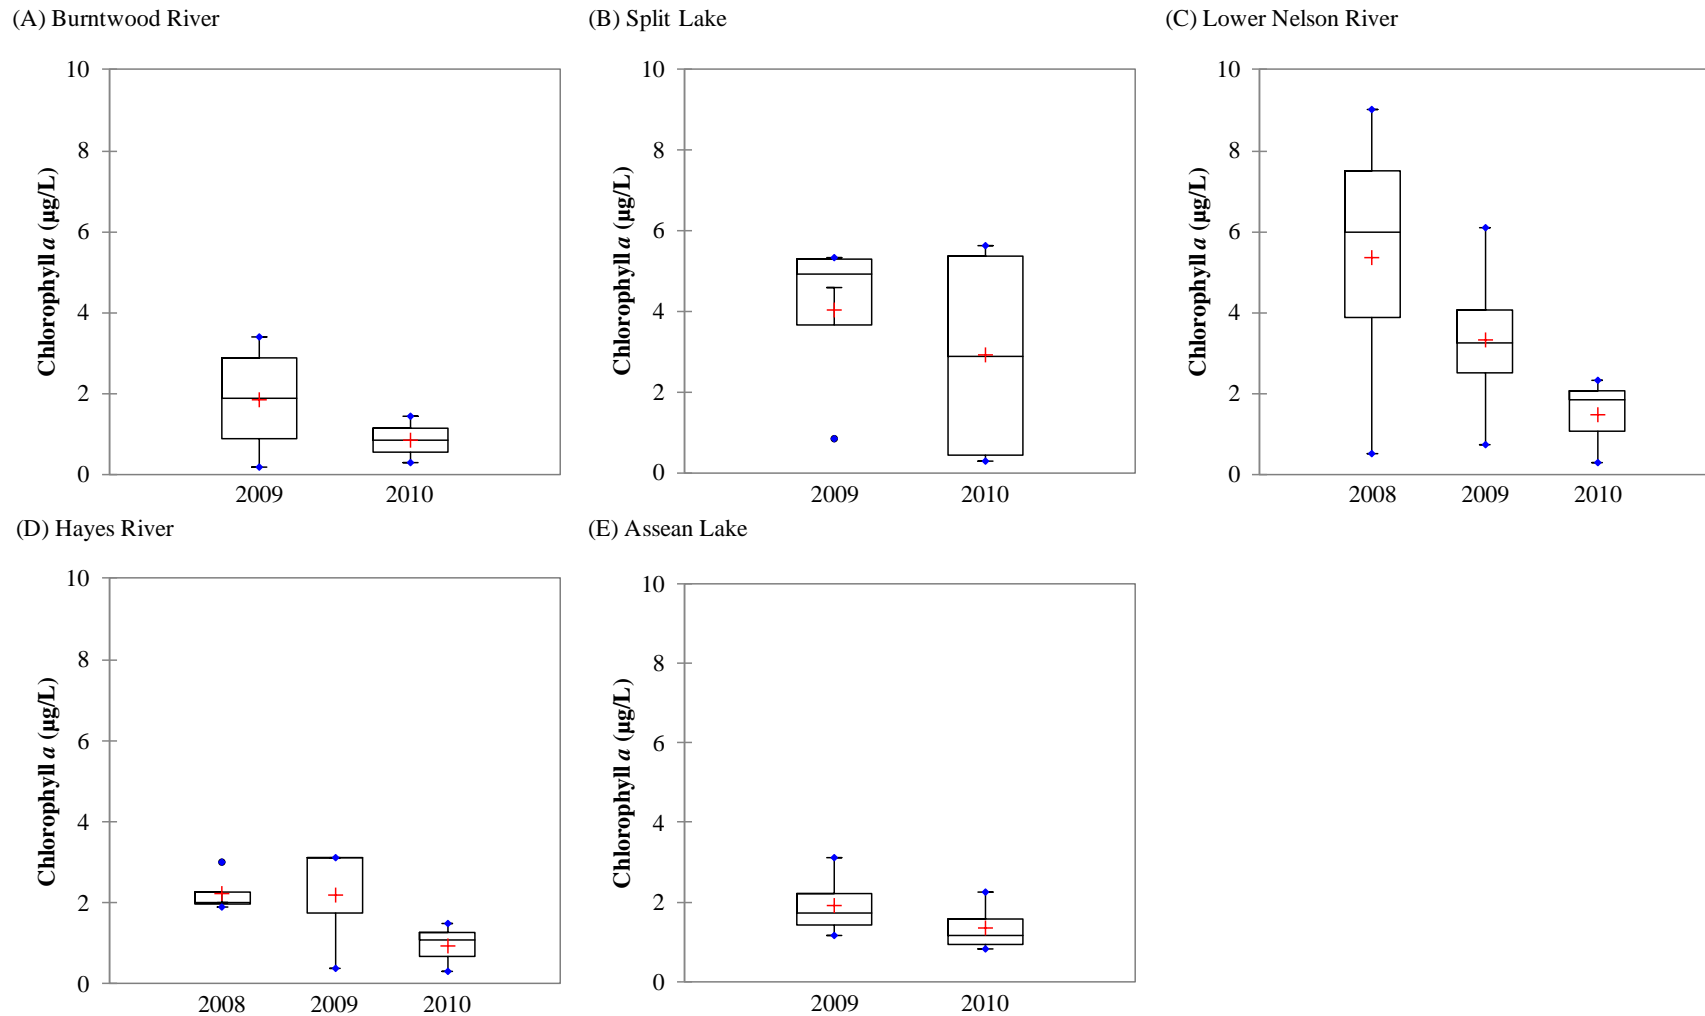 (A) Burntwood River
(B) Split Lake
(C) Lower Nelson River
Chlorophyll a (µg/L)
10
8
6
4
2
0
2009 2010
Chlorophyll a (µg/L)
10
8
6
4
2
0
2009 2010
Chlorophyll a (µg/L)
10
8
6
4
2
0
2008 2009 2010
(D) Hayes River
(E) Assean Lake
Chlorophyll a (µg/L)
10
8
6
4
2
0
2008 2009 2010
Chlorophyll a (µg/L)
10
8
6
4
2
0
2009 2010